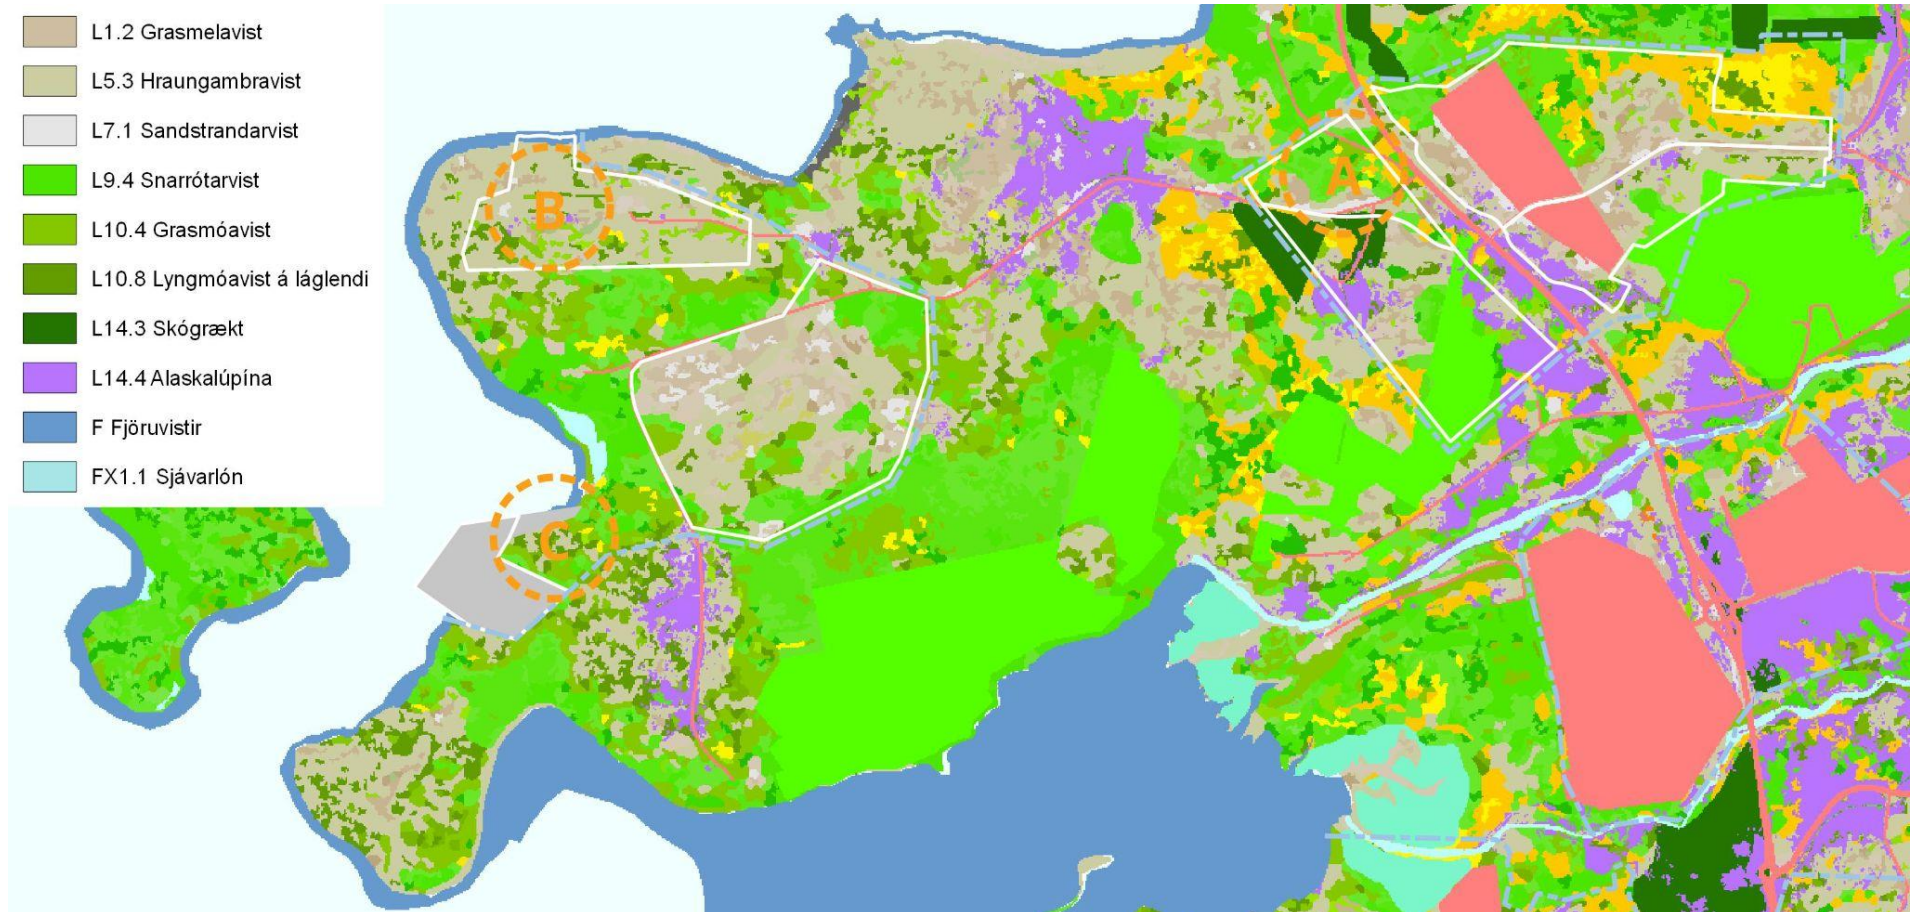 L1.2 Grasmelavist
L5.3 Hraungambravist
L7.1 Sandstrandarvist
L9.4 Snarrótarvist
L10.4 Grasmóavist
L10.8 Lyngmóavist á láglendi
L14.3 Skógrækt
L14.4 Alaskalúpína
F Fjöruvistir
FX1.1 Sjávarlón
A
B
C